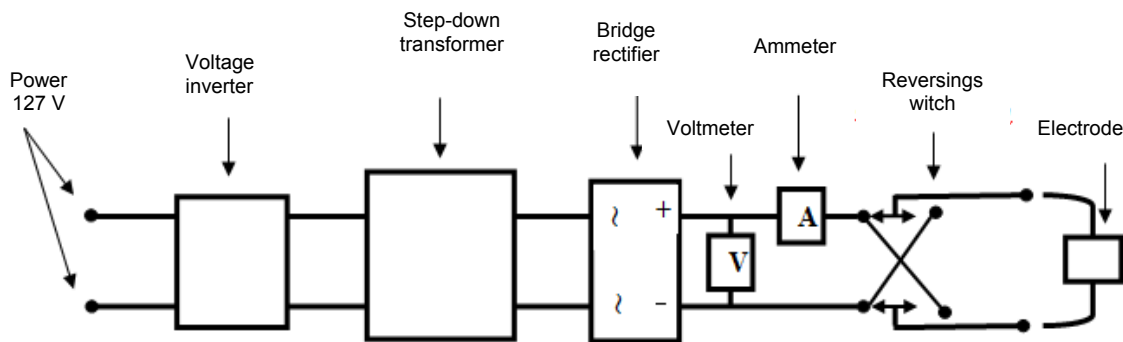 Power
127 V
Voltage
inverter
Step-down
transformer
Bridge
rectifier
Voltmeter
Ammeter
Reversings
witch
Electrode
~ +
A
V
~ –